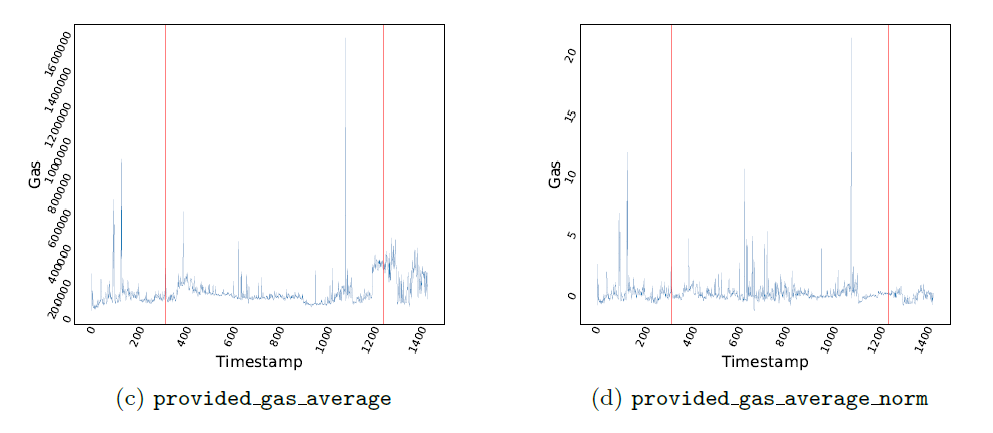 1600000
1400000
1200000
1000000
800000
600000
400000
200000
0
Gas
0 200 400 600 800 1000 1200 1400
Timestamp
(c) provided_gas_average
20
15
10
5
0
Gas
0 200 400 600 800 1000 1200 1400
Timestamp
(d) provided_gas_average_norm